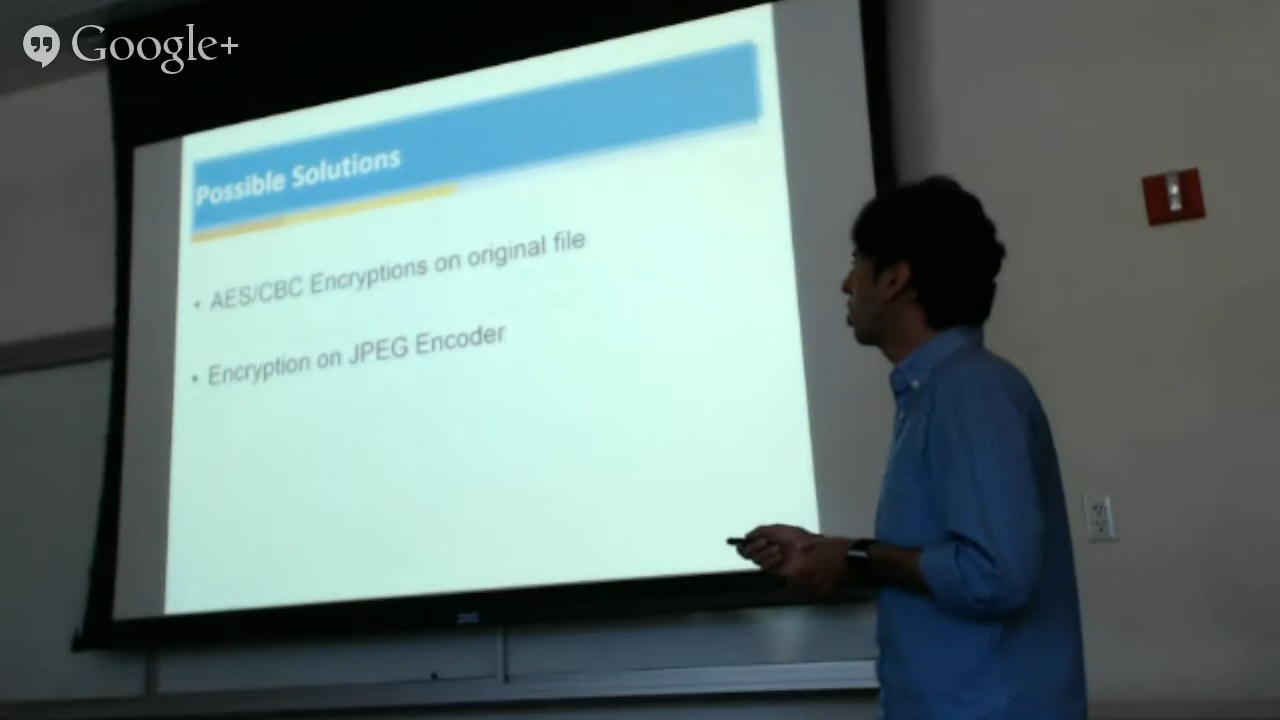 Google+
Possible Solutions
• AES/CBC Encryptions on original file
• Encryption on JPEG Encoder